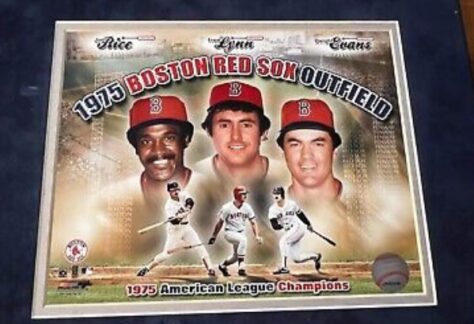 Rice Lynn Evans
1975 BOSTON RED SOX OUTFIELD
B B B
1975 American League Champions